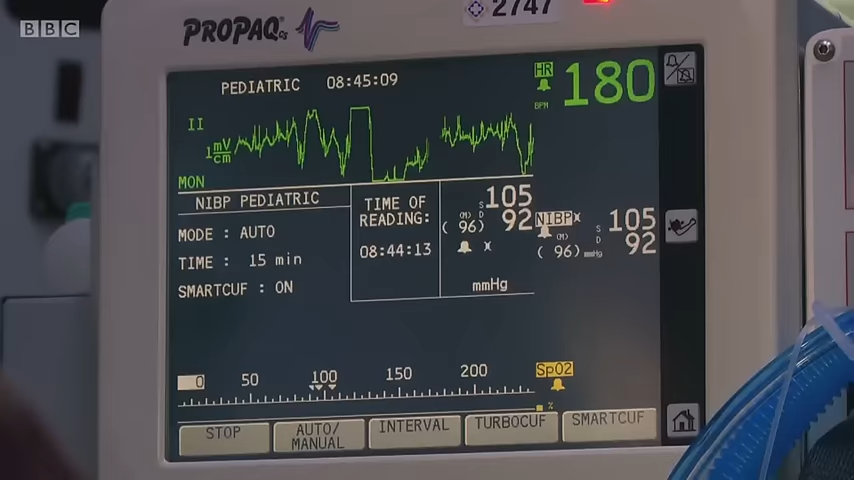 BBC
PROPAQ CS
2747
PEDIATRIC 08:45:09
HR
180
BPM
II
1 mV/cm
MON
NIBP PEDIATRIC
MODE : AUTO
TIME : 15 min
SMARTCUF : ON
TIME OF
READING:
08:44:13
S 105
D 92
(M)
( 96)
X
mmHg
NIBP X
S 105
D 92
(M)
( 96) mmHg
0 50 100 150 200
SpO2
%
STOP
AUTO/
MANUAL
INTERVAL
TURBOCUF
SMARTCUF